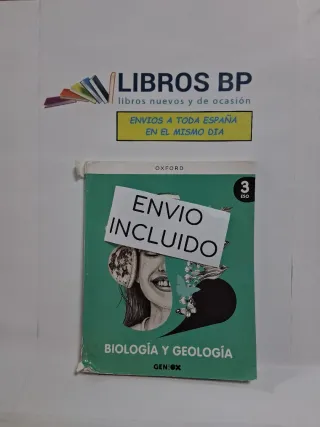 LIBROS BP
libros nuevos y de ocasión
ENVIOS A TODA ESPAÑA
EN EL MISMO DIA
OXFORD
3
ESO
ENVIO
INCLUIDO
BIOLOGÍA Y GEOLOGÍA
GENiOX